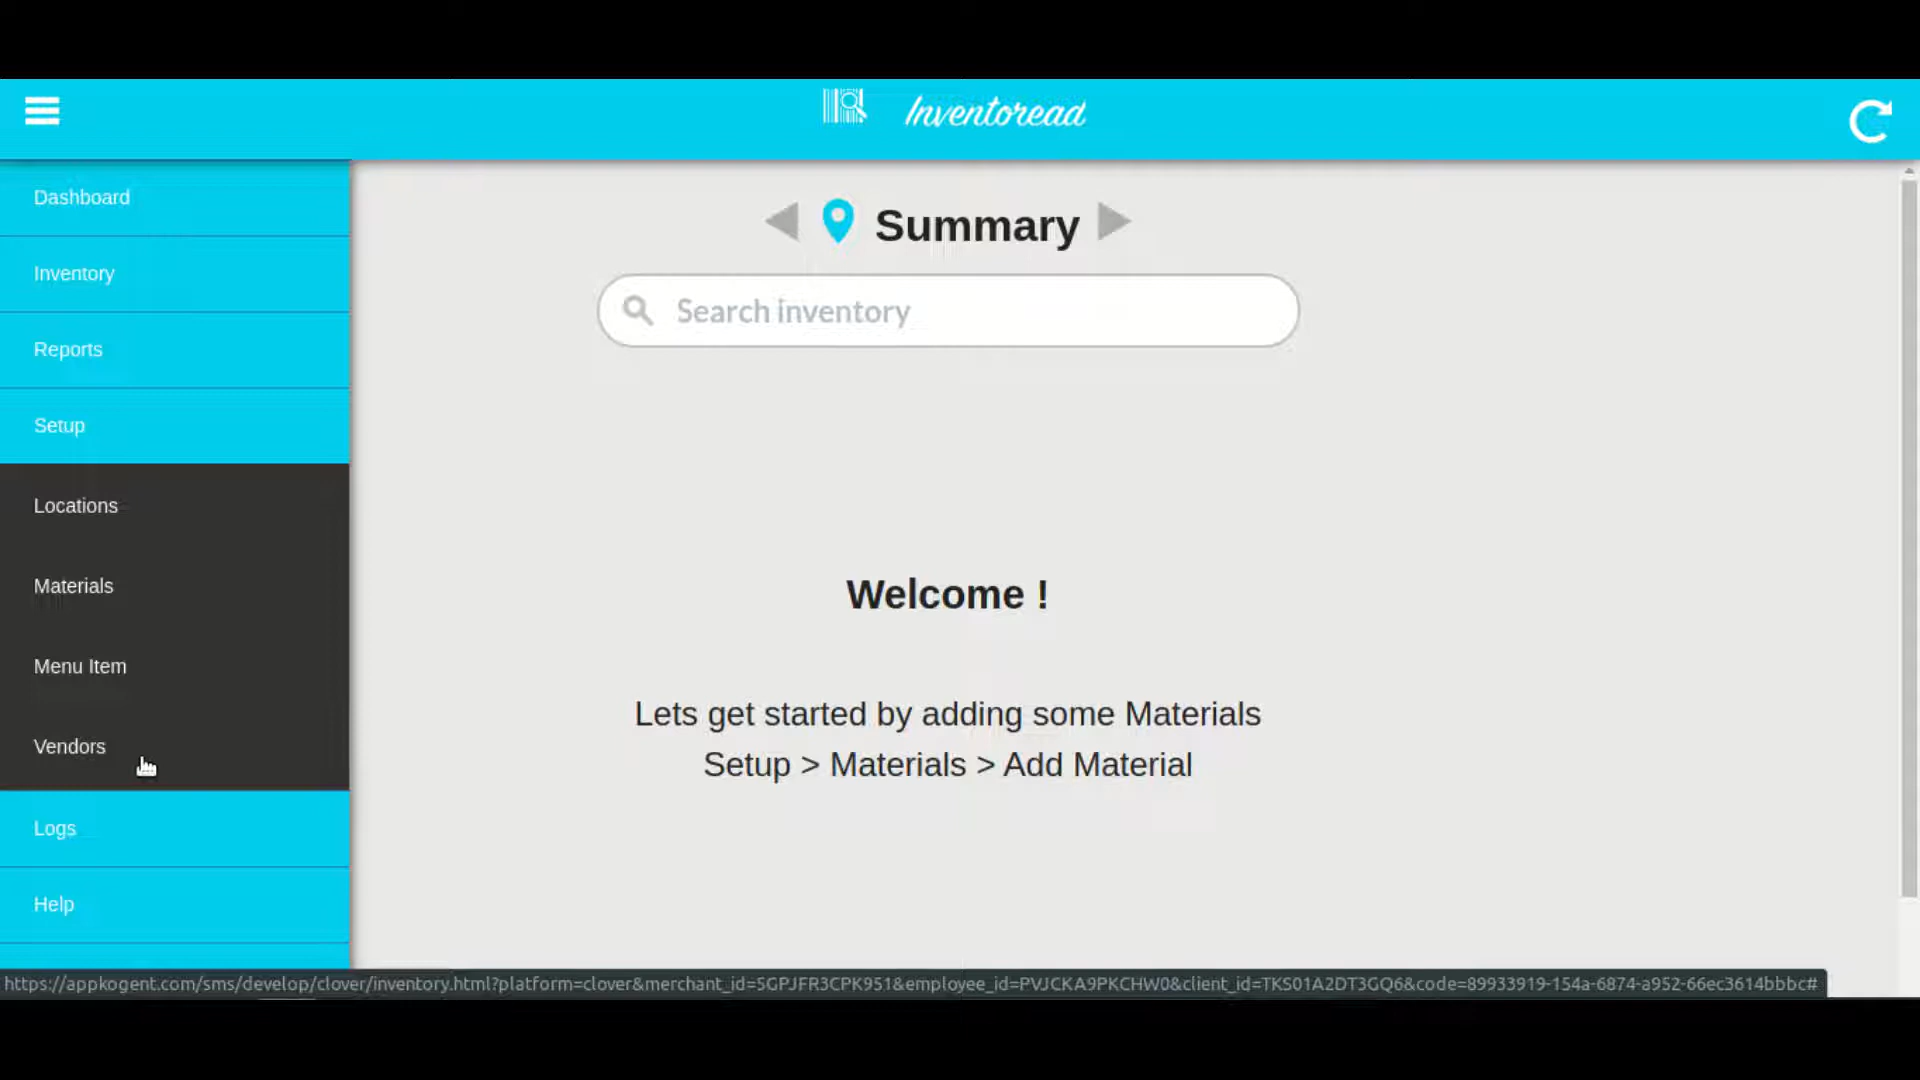 Inventoread
Dashboard
Inventory
Reports
Setup
Locations
Materials
Menu Item
Vendors
Logs
Help
Summary
Search inventory
Welcome !
Lets get started by adding some Materials
Setup > Materials > Add Material
https://appkogent.com/sms/develop/clover/inventory.html?platform=clover&merchant_id=5GPJFR3CPK951&employee_id=PVJCKA9PKCHW0&client_id=TKS01A2DT3GQ6&code=89933919-154a-6874-a952-66ec3614bbbc#